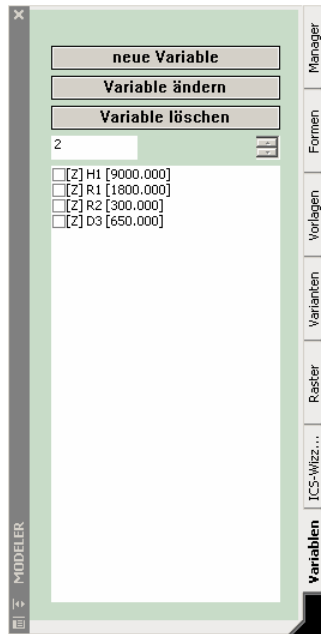 neue Variable
Variable ändern
Variable löschen
2
[Z] H1 [9000.000]
[Z] R1 [1800.000]
[Z] R2 [300.000]
[Z] D3 [650.000]
MODELER
Manager
Formen
Vorlagen
Varianten
Raster
ICS-Wizz...
Variablen